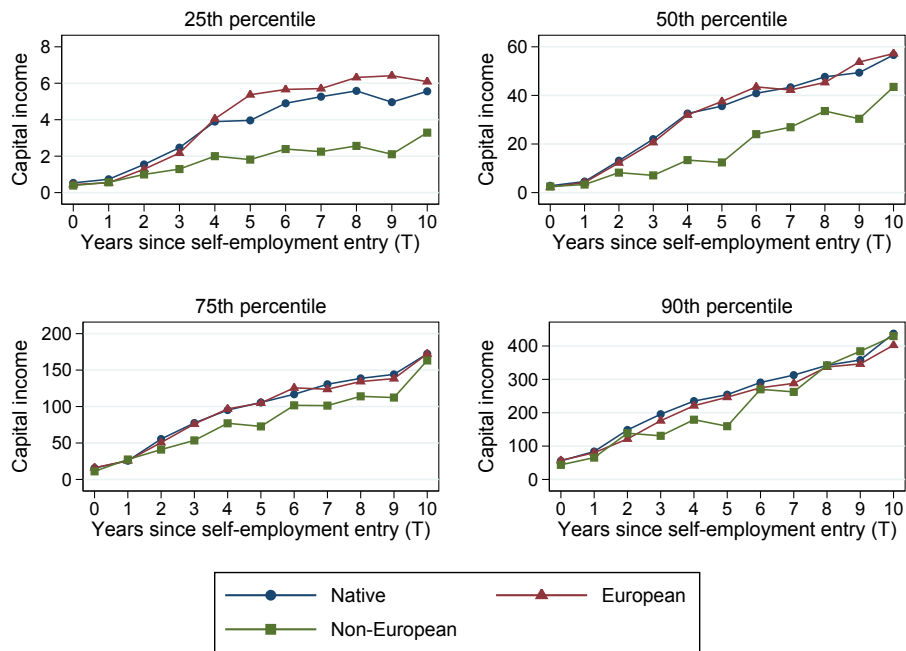 25th percentile
50th percentile
Capital income
8
6
4
2
0
0 1 2 3 4 5 6 7 8 9 10
Years since self-employment entry (T)
Capital income
60
40
20
0
0 1 2 3 4 5 6 7 8 9 10
Years since self-employment entry (T)
75th percentile
90th percentile
Capital income
200
150
100
50
0
0 1 2 3 4 5 6 7 8 9 10
Years since self-employment entry (T)
Capital income
400
300
200
100
0
0 1 2 3 4 5 6 7 8 9 10
Years since self-employment entry (T)
Native
European
Non-European